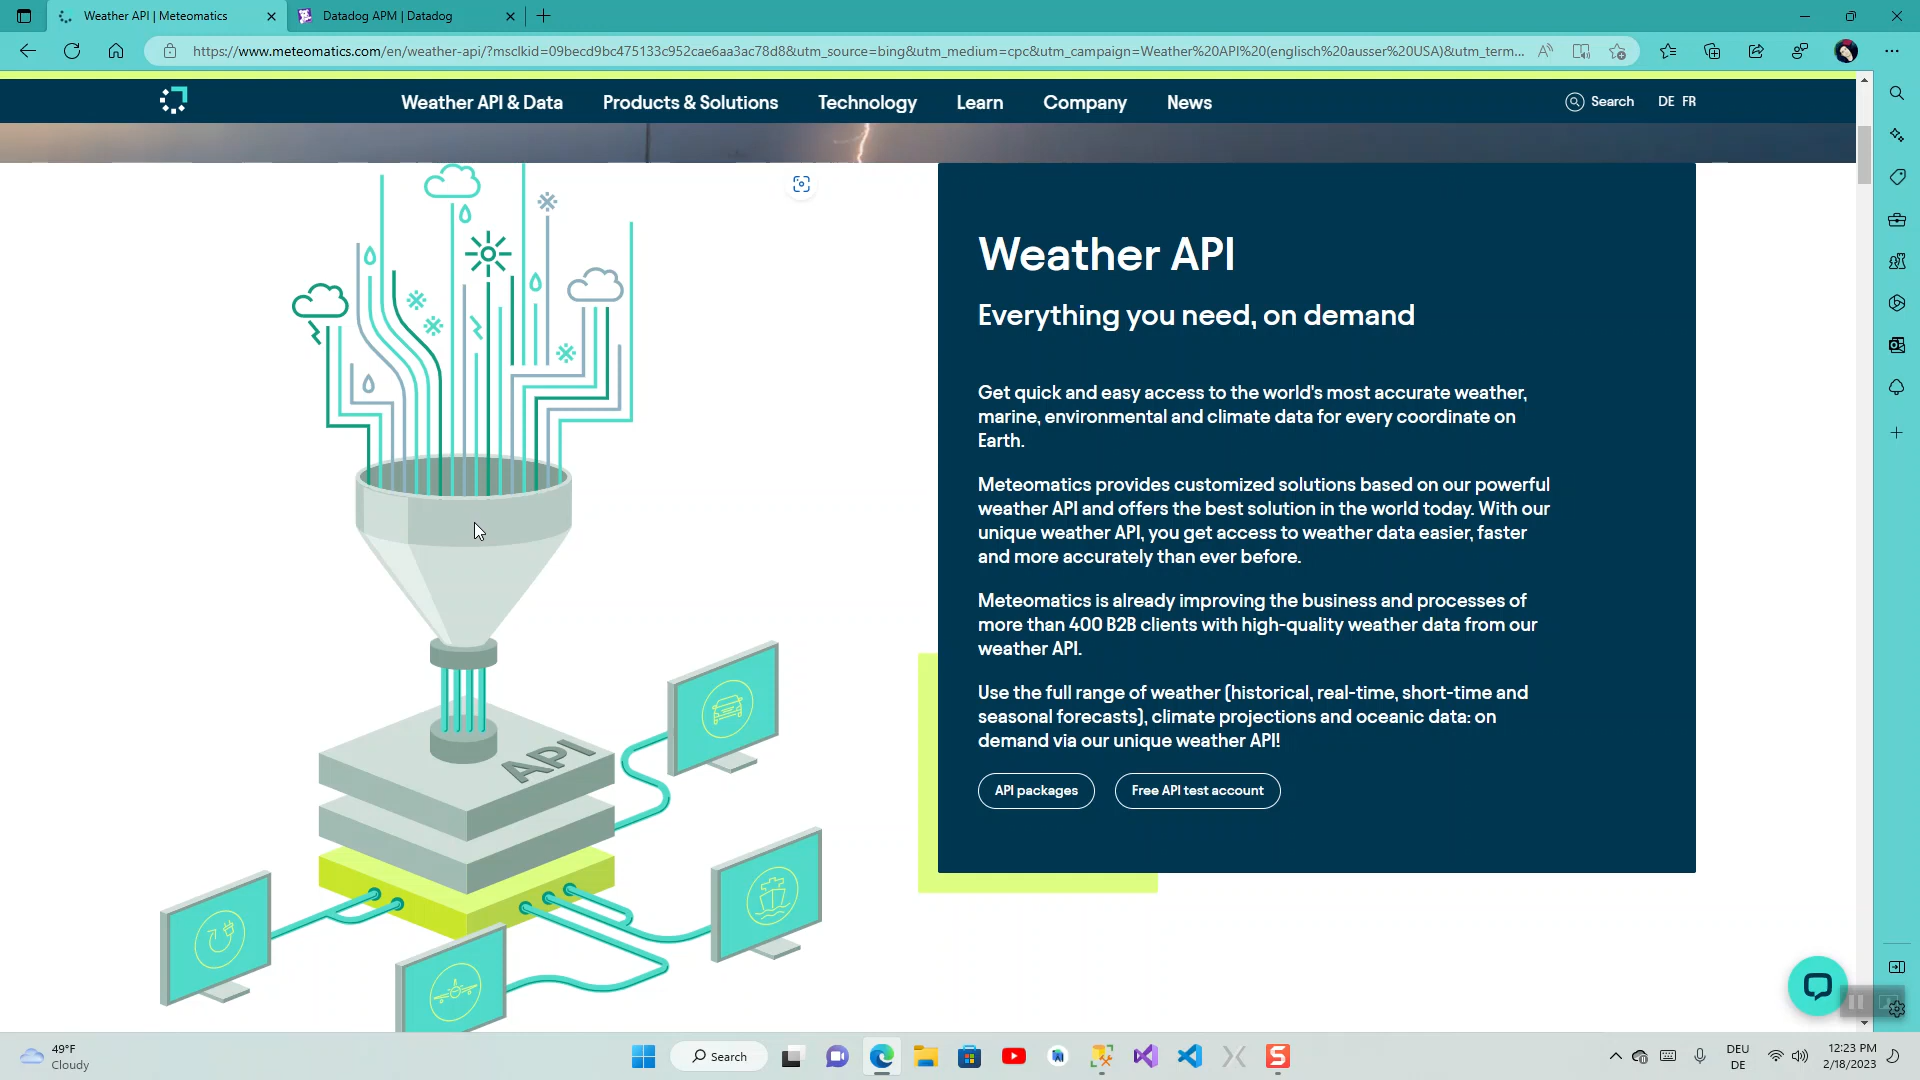 Weather API | Meteomatics
Datadog APM | Datadog
https://www.meteomatics.com/en/weather-api/?msclkid=09becd9bc475133c952cae6aa3ac78d8&utm_source=bing&utm_medium=cpc&utm_campaign=Weather%20API%20(englisch%20ausser%20USA)&utm_term...
Weather API & Data
Products & Solutions
Technology
Learn
Company
News
Search
DE FR
Weather API
Everything you need, on demand
Get quick and easy access to the world's most accurate weather,
marine, environmental and climate data for every coordinate on
Earth.
Meteomatics provides customized solutions based on our powerful
weather API and offers the best solution in the world today. With our
unique weather API, you get access to weather data easier, faster
and more accurately than ever before.
Meteomatics is already improving the business and processes of
more than 400 B2B clients with high-quality weather data from our
weather API.
Use the full range of weather (historical, real-time, short-time and
seasonal forecasts), climate projections and oceanic data: on
demand via our unique weather API!
API packages
Free API test account
API
49°F
Cloudy
Search
DEU
DE
12:23 PM
2/18/2023